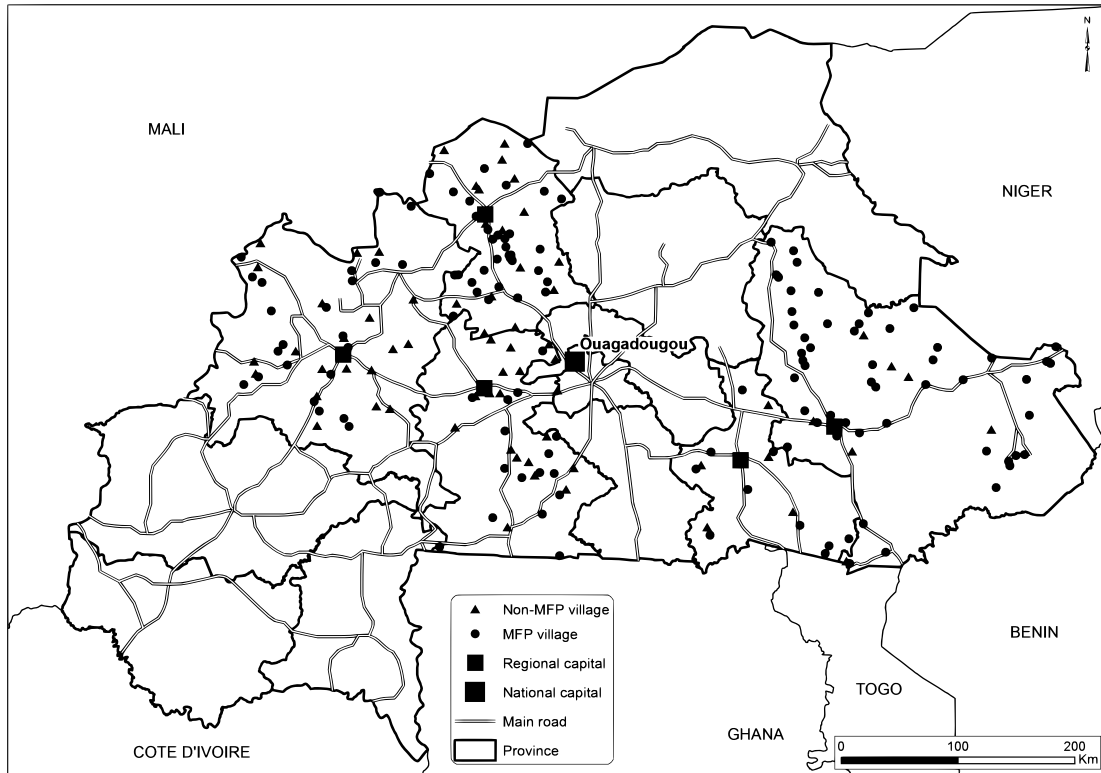 N
S
MALI
NIGER
Ouagadougou
Non-MFP village
MFP village
Regional capital
National capital
Main road
Province
BENIN
TOGO
GHANA
COTE D'IVOIRE
0 100 200
Km